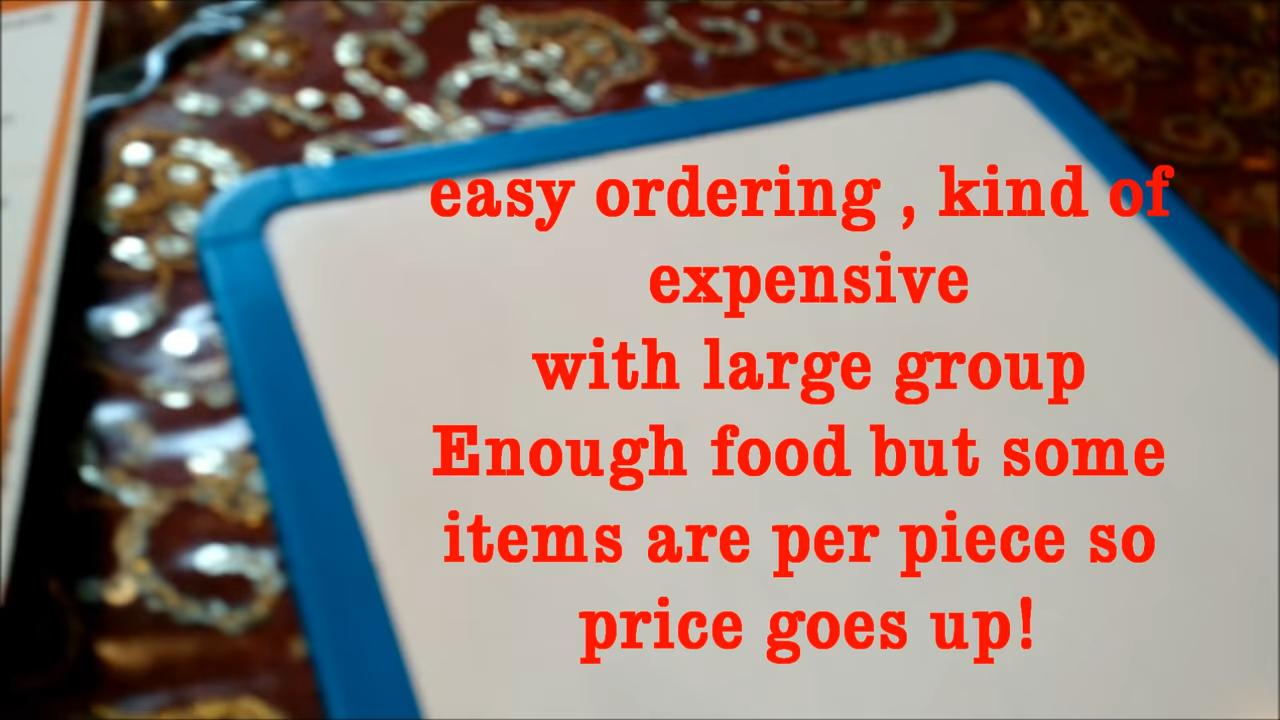 easy ordering , kind of
expensive
with large group
Enough food but some
items are per piece so
price goes up!